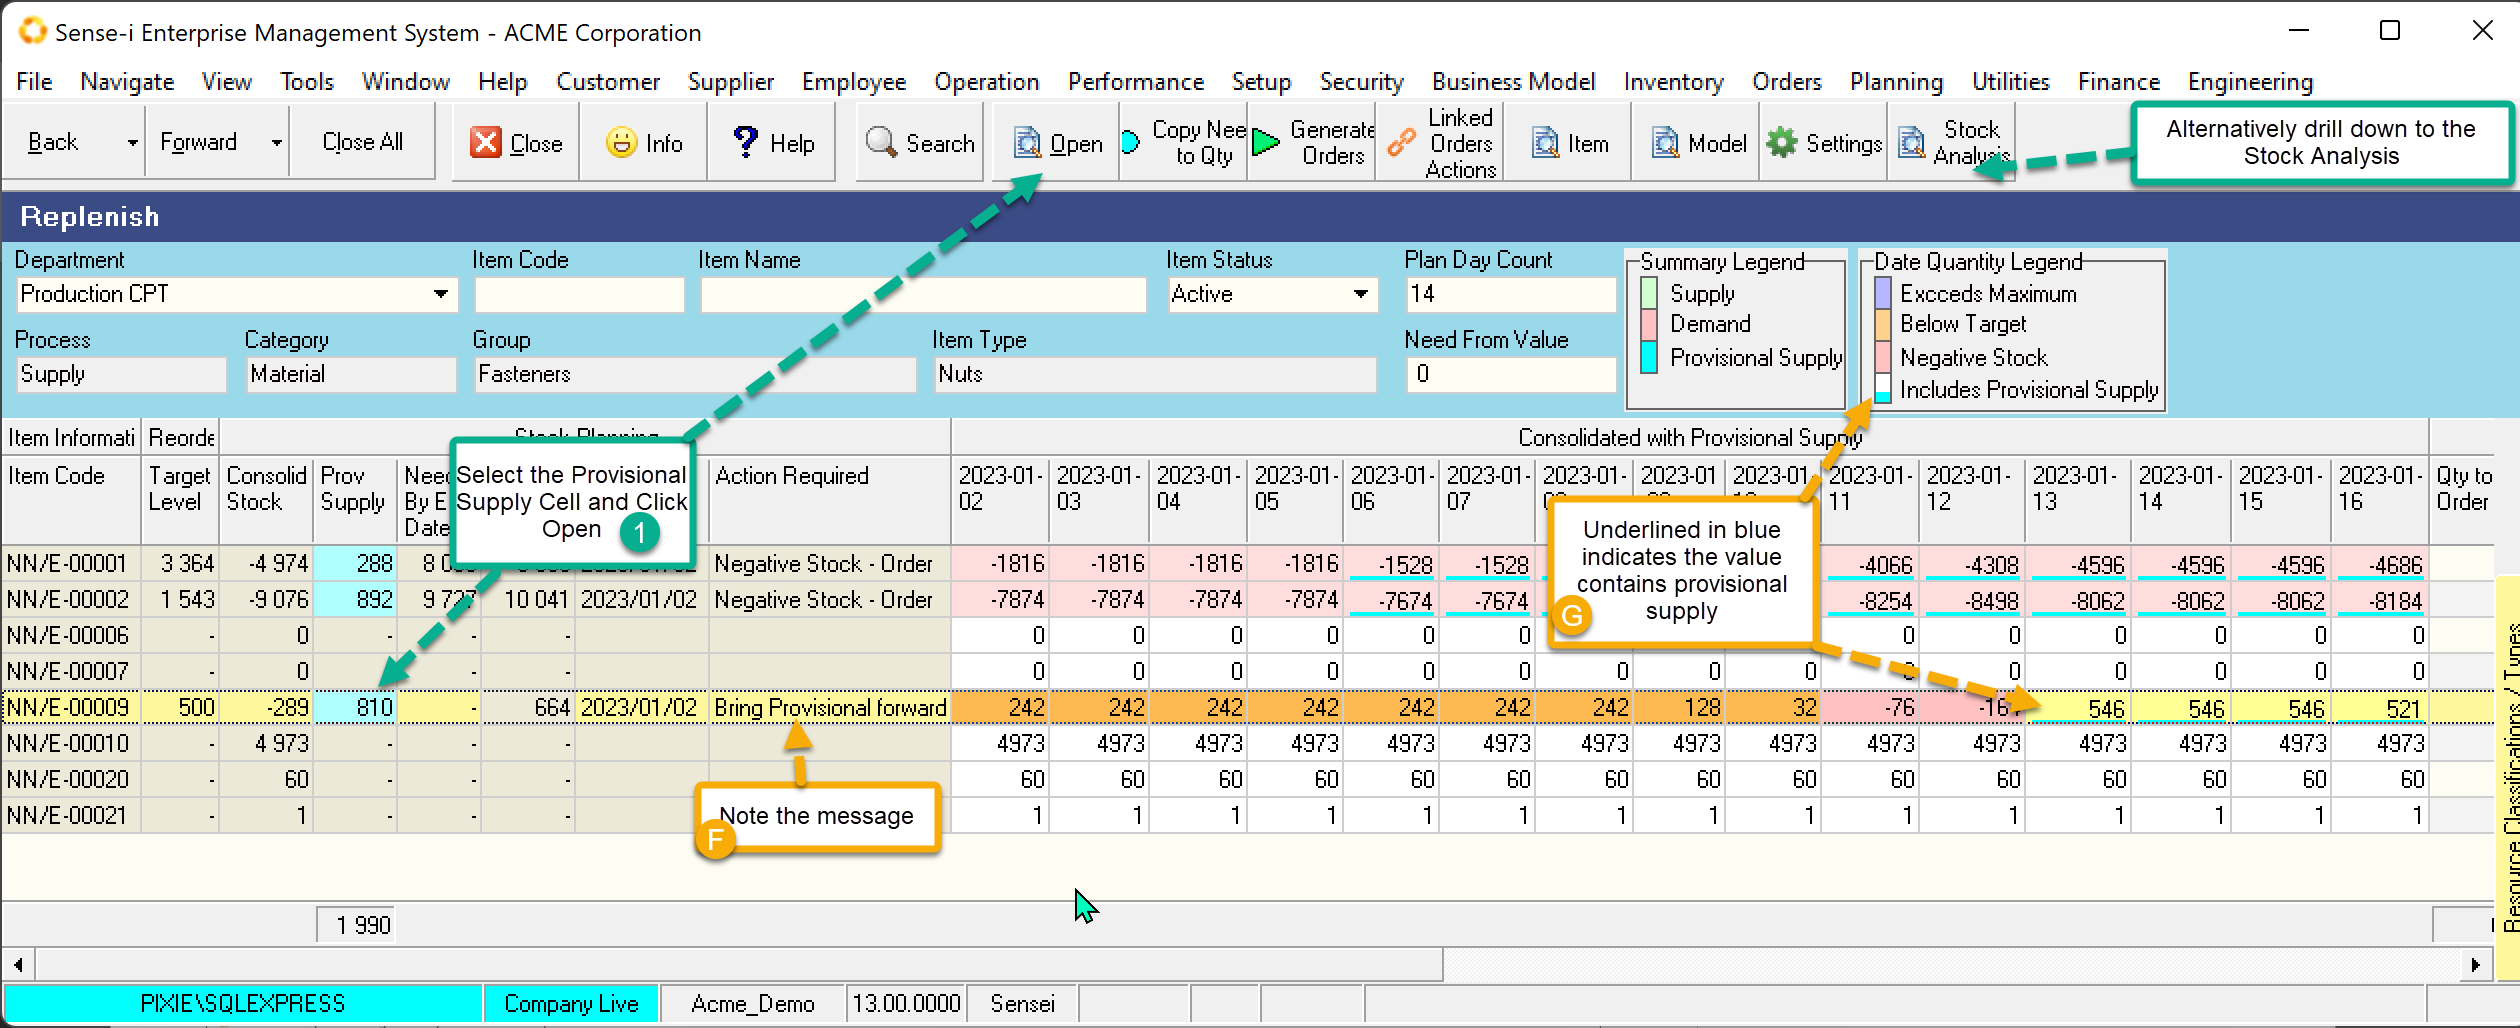 Sense-i Enterprise Management System - ACME Corporation
File Navigate View Tools Window Help Customer Supplier Employee Operation Performance Setup Security Business Model Inventory Orders Planning Utilities Finance Engineering
Back Forward Close All Close Info Help Search Open Copy Nee to Qty Generate Orders Linked Orders Actions Item Model Settings Stock Analysis
Alternatively drill down to the
Stock Analysis
Replenish
Department Item Code Item Name Item Status Plan Day Count
Production CPT Active 14
Process Category Group Item Type Need From Value
Supply Material Fasteners Nuts 0
Summary Legend
Supply
Demand
Provisional Supply
Date Quantity Legend
Exceeds Maximum
Below Target
Negative Stock
Includes Provisional Supply
Item Informati Reorde Stock Planning Consolidated with Provisional Supply
Item Code Target Level Consolid Stock Prov Supply Need By E Date Action Required 2023-01-02 2023-01-03 2023-01-04 2023-01-05 2023-01-06 2023-01-07 2023-01- 2023-01 2023-01- 2023-01-11 2023-01-12 2023-01-13 2023-01-14 2023-01-15 2023-01-16 Qty to Order
Select the Provisional
Supply Cell and Click
Open 1
Underlined in blue
indicates the value
contains provisional
supply
G
NN/E-00001 3 364 -4 974 288 Negative Stock - Order -1816 -1816 -1816 -1816 -1528 -1528 -4066 -4308 -4596 -4596 -4596 -4686
NN/E-00002 1 543 -9 076 892 9 727 10 041 2023/01/02 Negative Stock - Order -7874 -7874 -7874 -7874 -7674 -7674 -8254 -8498 -8062 -8062 -8062 -8184
NN/E-00006 - 0 - - - 0 0 0 0 0 0 0 0 0 0 0 0
NN/E-00007 - 0 - - - 0 0 0 0 0 0 0 0 0 0 0 0 0 0 0
NN/E-00009 500 -289 810 - 664 2023/01/02 Bring Provisional forward 242 242 242 242 242 242 242 128 32 -76 546 546 546 521
NN/E-00010 - 4 973 - - - 4973 4973 4973 4973 4973 4973 4973 4973 4973 4973 4973 4973 4973 4973 4973
NN/E-00020 - 60 - - - 60 60 60 60 60 60 60 60 60 60 60 60 60 60 60
NN/E-00021 - 1 - - - 1 1 1 1 1 1 1 1 1 1 1 1 1 1 1
Note the message
F
1 990
Resource Classifications / Types
PIXIE\SQLEXPRESS Company Live Acme_Demo 13.00.0000 Sensei